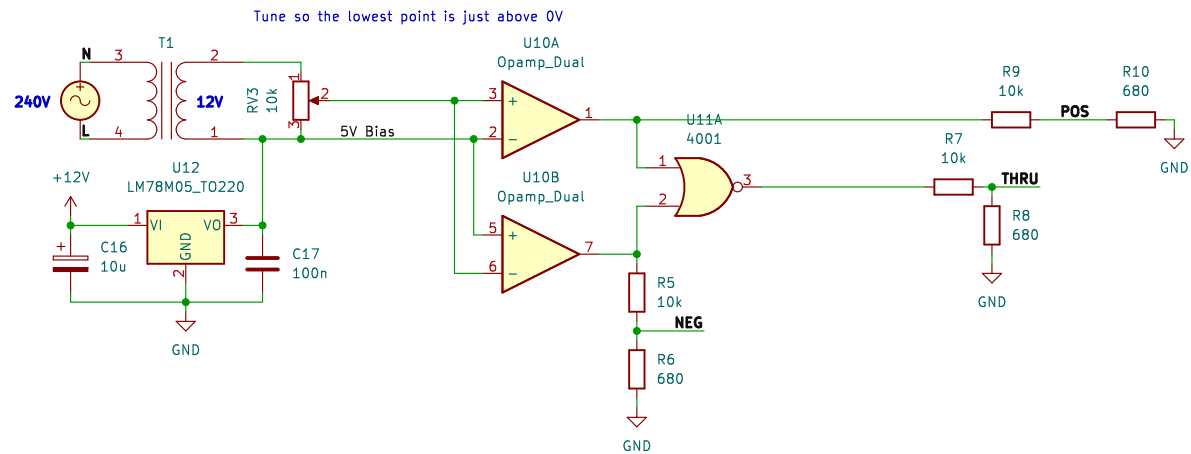 Tune so the lowest point is just above 0V
T1
N
3
2
240V
12V
L
4
1
RV3
10k
1
2
3
5V Bias
U10A
Opamp_Dual
3
+
2
−
1
U11A
4001
1
2
3
R9
10k
POS
R10
680
GND
R7
10k
THRU
R8
680
GND
+12V
U12
LM78M05_TO220
1
VI
VO
3
GND
2
+
C16
10u
C17
100n
GND
U10B
Opamp_Dual
5
+
6
−
7
R5
10k
NEG
R6
680
GND